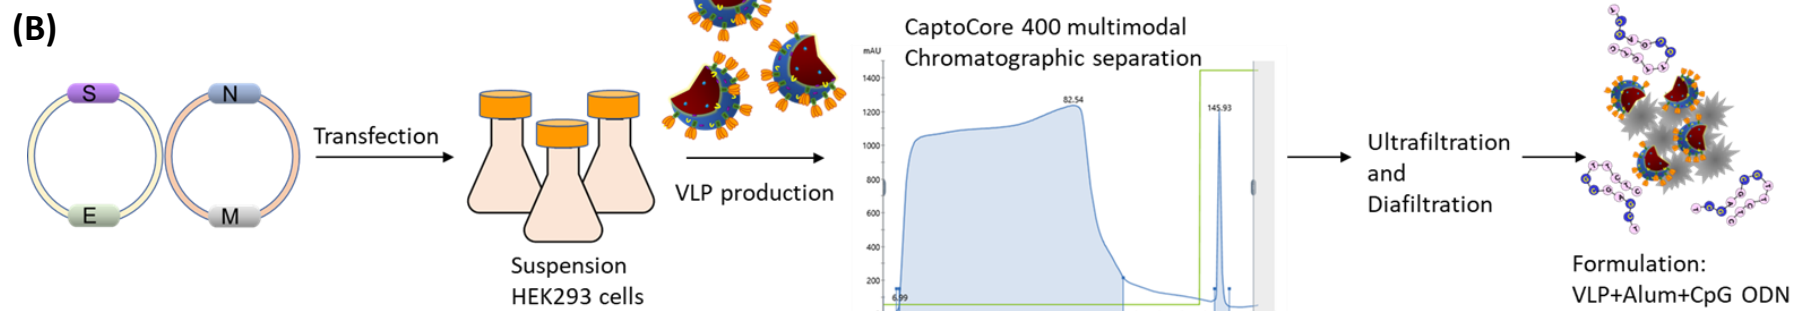 (B)
S
N
E
M
Transfection
Suspension
HEK293 cells
VLP production
CaptoCore 400 multimodal
Chromatographic separation
mAU
1400
1200
1000
800
600
400
200
6.99
82.54
145.93
Ultrafiltration
and
Diafiltration
Formulation:
VLP+Alum+CpG ODN